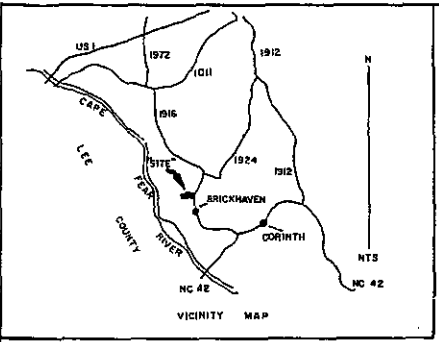 US 1
1972
1011
1912
N
CAPE
1916
LEE
"SITE"
1924
1912
FEAR
BRICKHAVEN
COUNTY
RIVER
CORINTH
NTS
NC 42
NC 42
VICINITY MAP